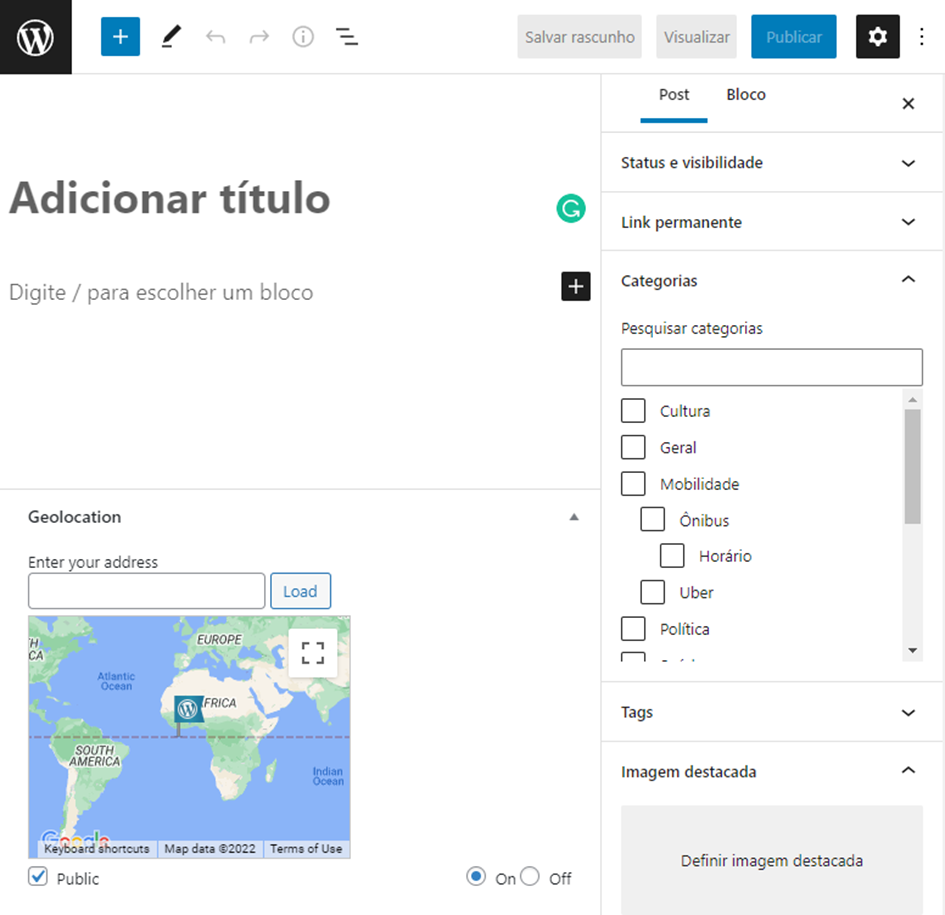 Salvar rascunho
Visualizar
Publicar
Post
Bloco
Adicionar título
Digite / para escolher um bloco
Status e visibilidade
Link permanente
Categorias
Pesquisar categorias
Cultura
Geral
Mobilidade
Ônibus
Horário
Uber
Política
Tags
Imagem destacada
Definir imagem destacada
Geolocation
Enter your address
Load
EUROPE
Atlantic
Ocean
FRICA
SOUTH
AMERICA
Indian
Ocean
Google
Keyboard shortcuts
Map data ©2022
Terms of Use
Public
On
Off